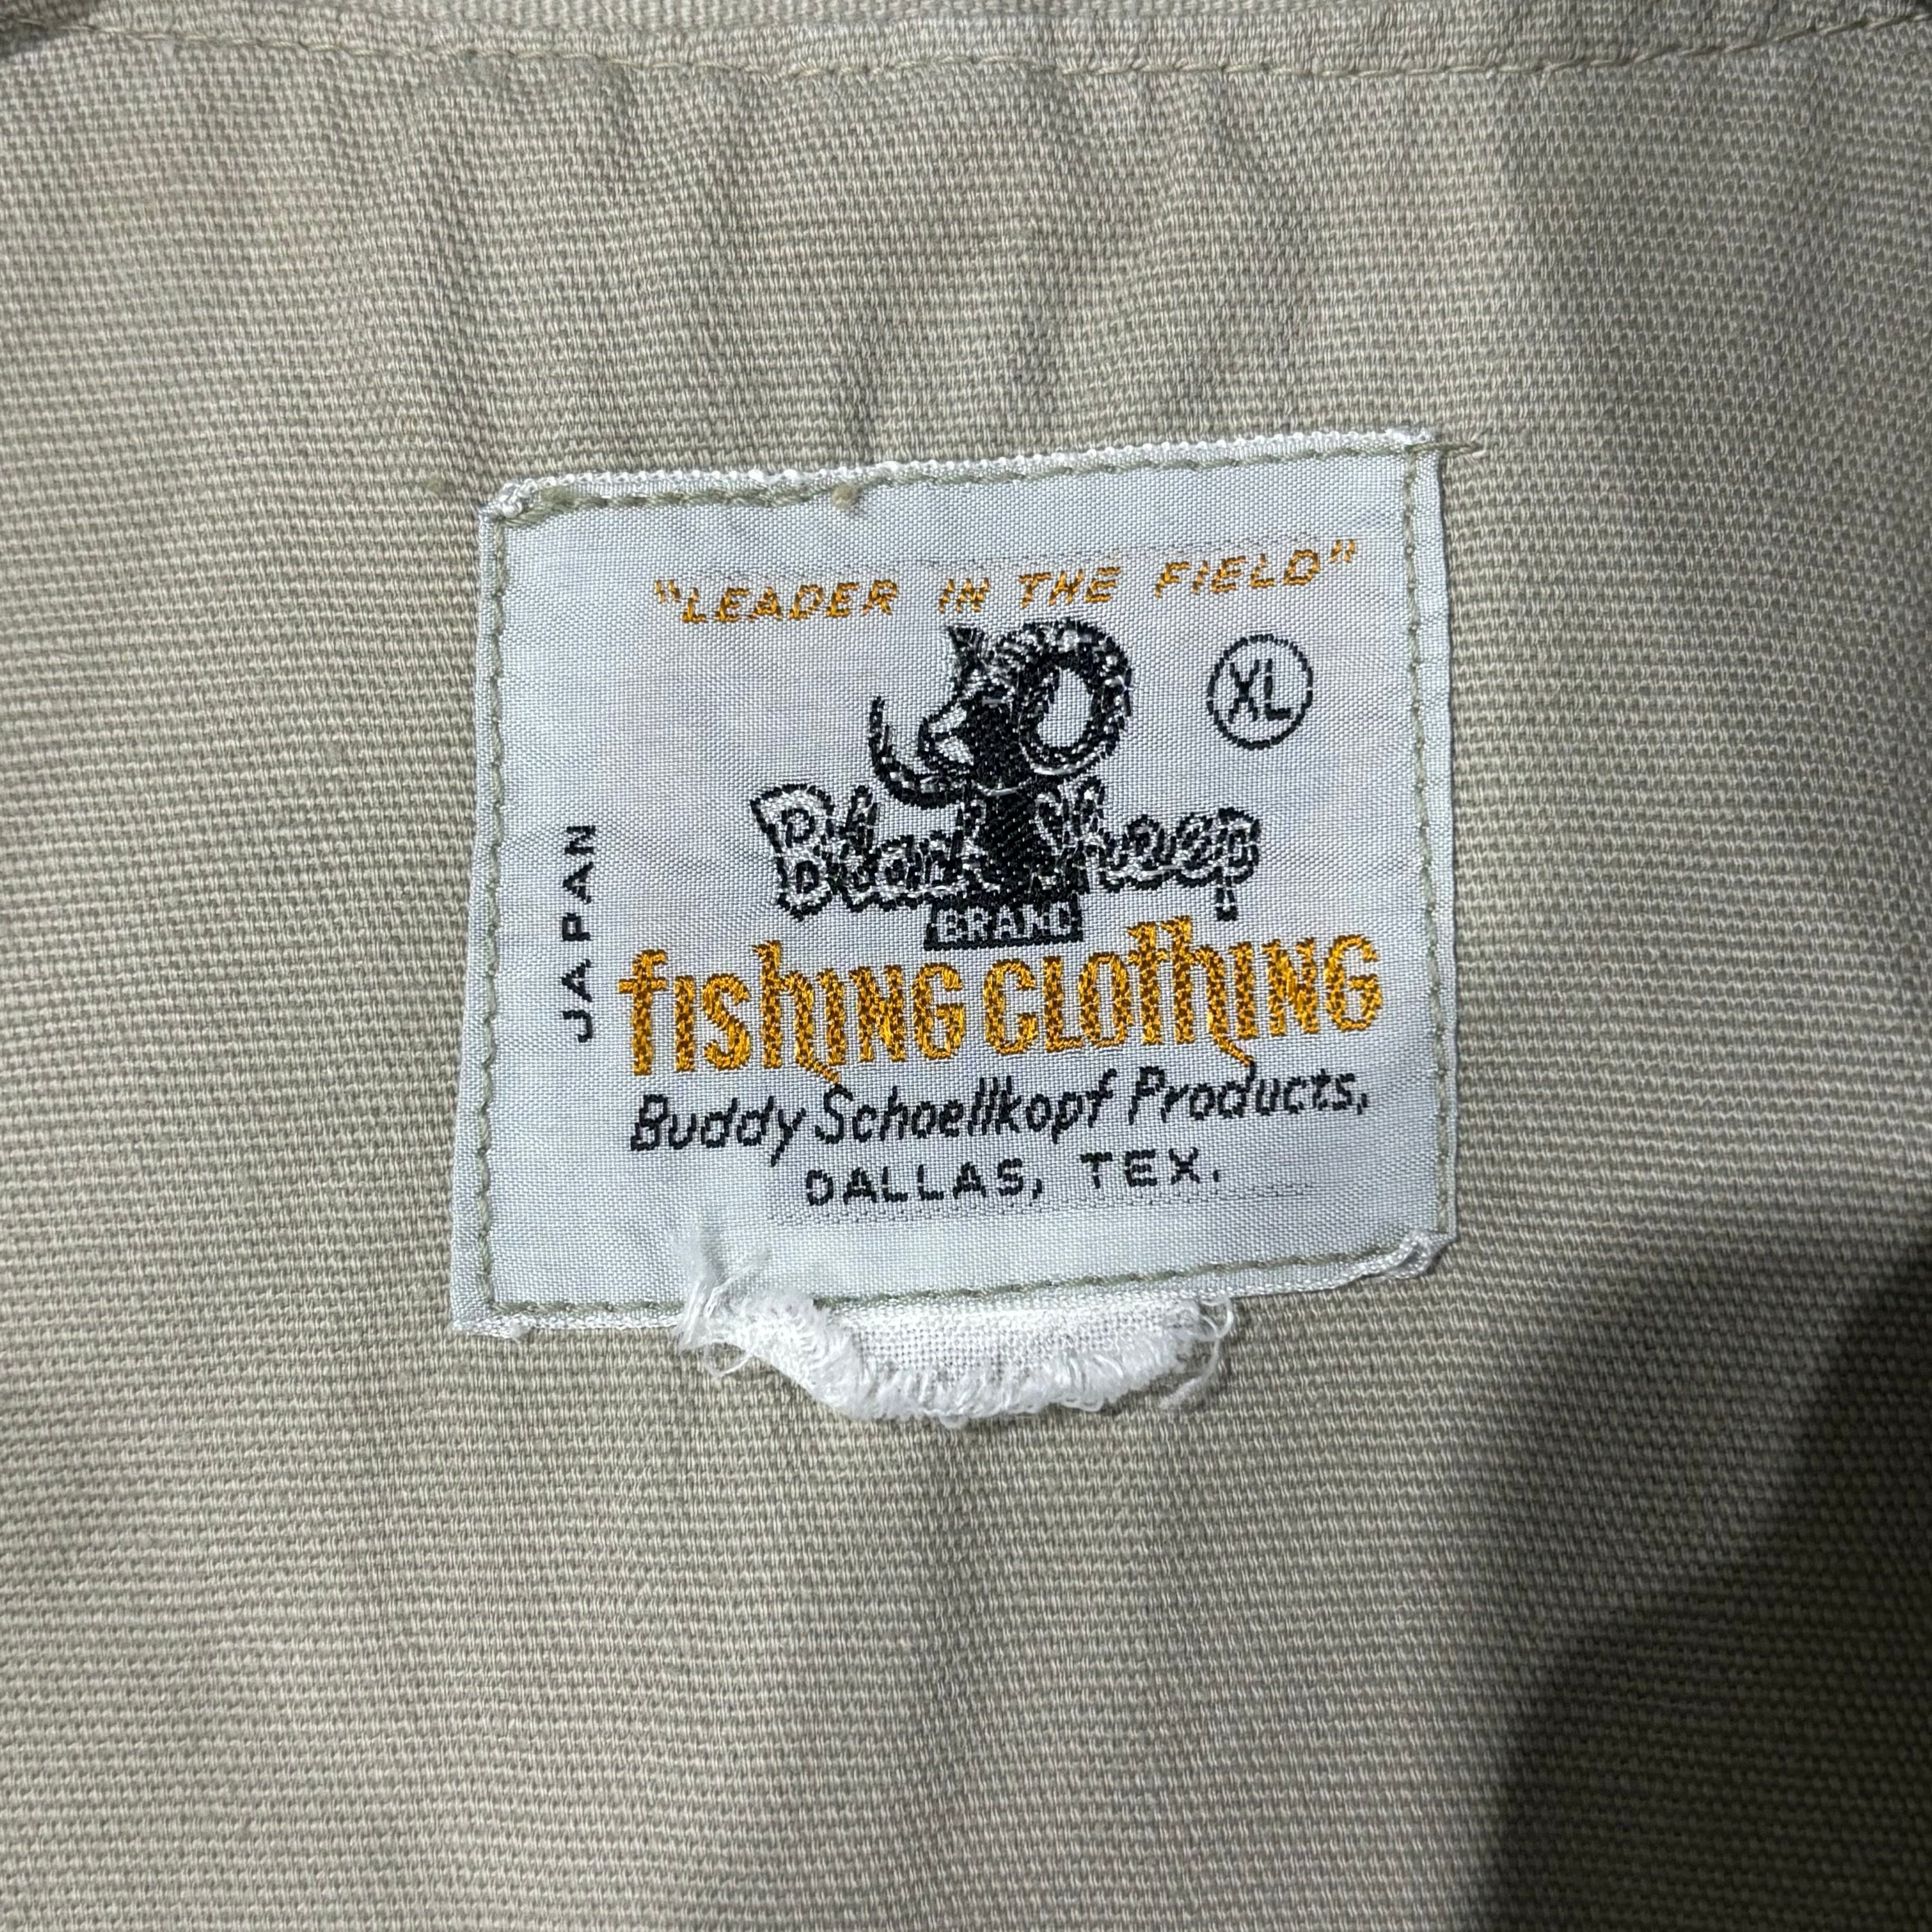 "LEADER IN THE FIELD"
XL
Black Sheep
BRAND
JAPAN
fishing clothing
Buddy Schoellkopf Products,
DALLAS, TEX.